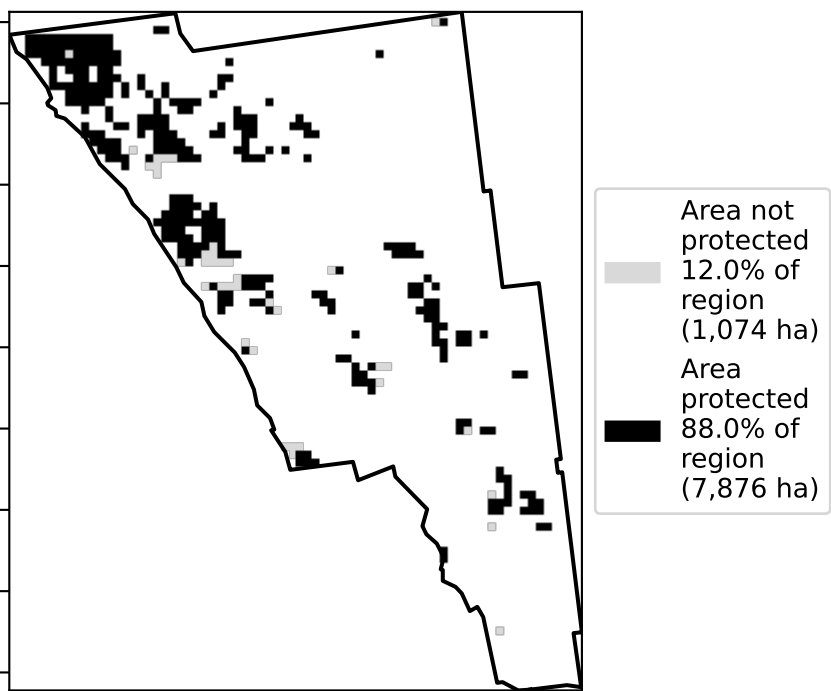 Area not
protected
12.0% of
region
(1,074 ha)
Area
protected
88.0% of
region
(7,876 ha)